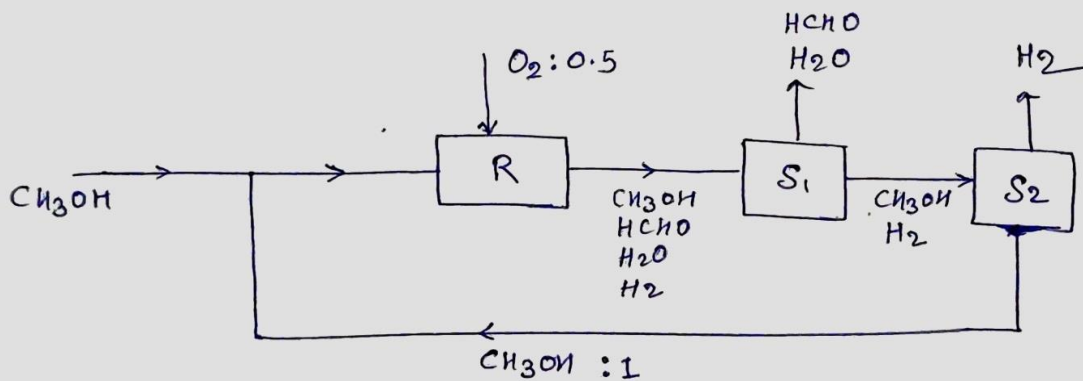 HCHO
H2O
O2 : 0.5
H2
R
S1
S2
CH3OH
CH3OH
HCHO
H2O
H2
CH3OH
H2
CH3OH : 1